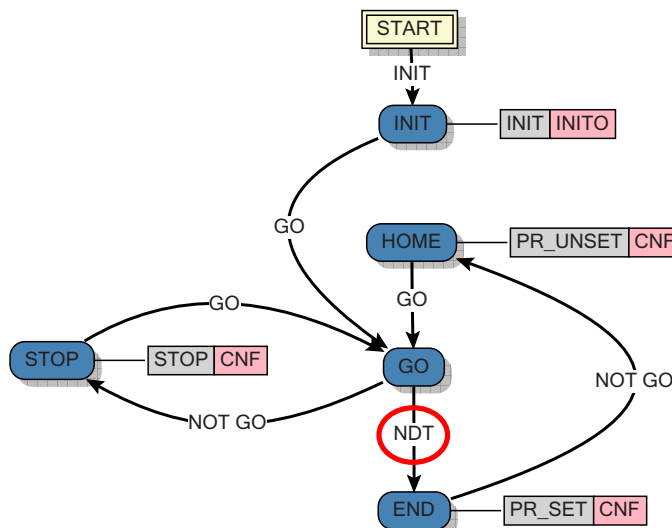 START
INIT
INIT
INIT INITO
GO
HOME
PR_UNSET CNF
GO
GO
STOP
STOP CNF
GO
NOT GO
NOT GO
NDT
END
PR_SET CNF